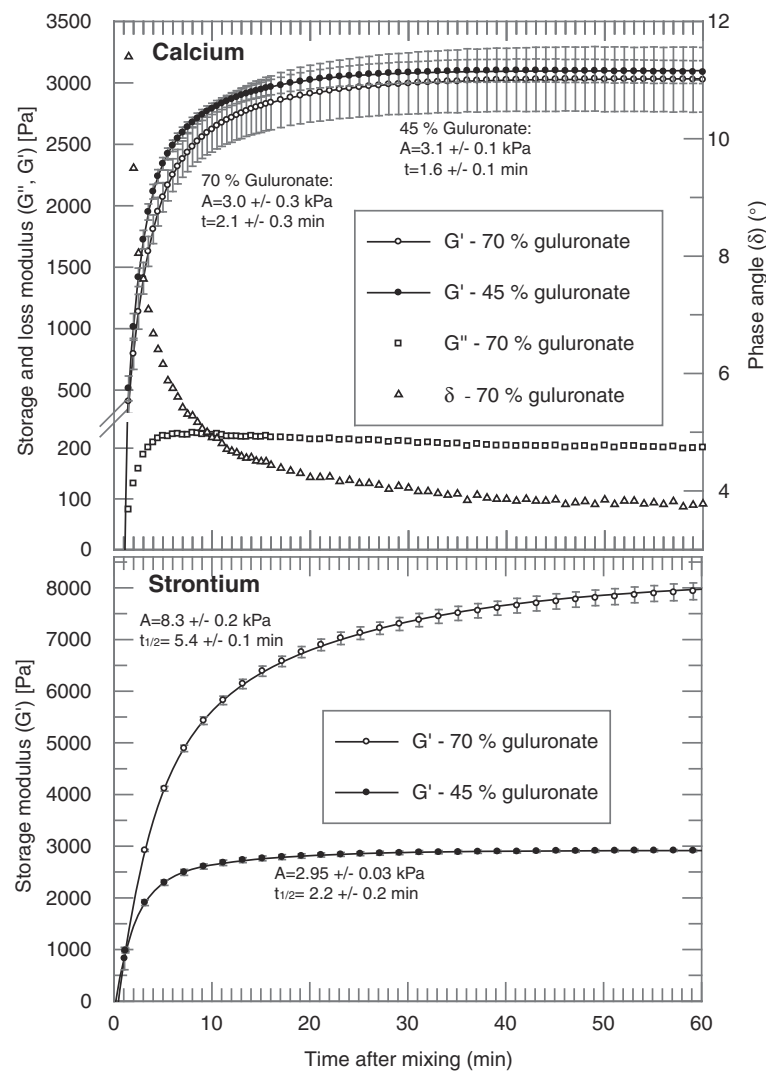 Calcium
Storage and loss modulus (G", G') [Pa]
3500
3000
2500
2000
1500
1000
500
200
100
0
12
10
8
6
4
Phase angle (δ) (°)
45 % Guluronate:
A=3.1 +/- 0.1 kPa
t=1.6 +/- 0.1 min
70 % Guluronate:
A=3.0 +/- 0.3 kPa
t=2.1 +/- 0.3 min
G' - 70 % guluronate
G' - 45 % guluronate
G" - 70 % guluronate
δ - 70 % guluronate
Strontium
Storage modulus (G') [Pa]
8000
7000
6000
5000
4000
3000
2000
1000
0
A=8.3 +/- 0.2 kPa
t1/2= 5.4 +/- 0.1 min
G' - 70 % guluronate
G' - 45 % guluronate
A=2.95 +/- 0.03 kPa
t1/2= 2.2 +/- 0.2 min
0 10 20 30 40 50 60
Time after mixing (min)